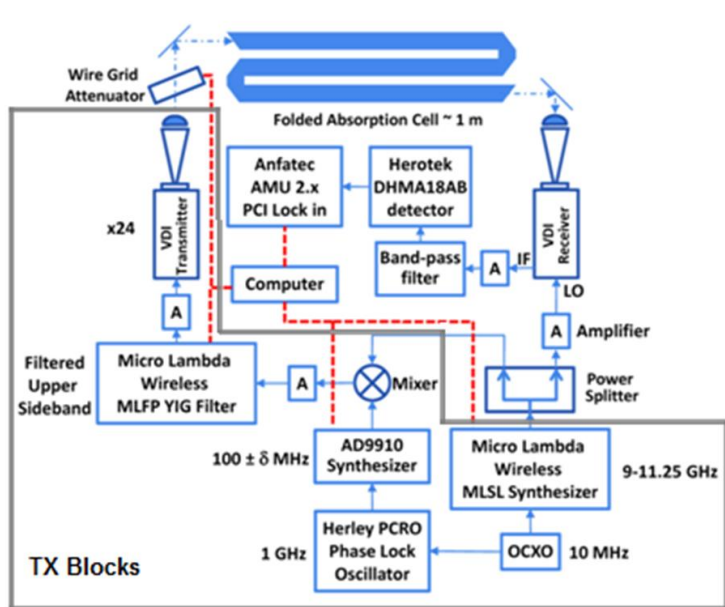 Wire Grid
Attenuator
Folded Absorption Cell ~ 1 m
x24
VDI
Transmitter
Anfatec
AMU 2.x
PCI Lock in
Herotek
DHMA18AB
detector
VDI
Receiver
Band-pass
filter
A
IF
LO
Computer
A
A
Amplifier
Filtered
Upper
Sideband
Micro Lambda
Wireless
MLFP YIG Filter
A
Mixer
Power
Splitter
100 ± δ MHz
AD9910
Synthesizer
Micro Lambda
Wireless
MLSL Synthesizer
9-11.25 GHz
1 GHz
Herley PCRO
Phase Lock
Oscillator
OCXO
10 MHz
TX Blocks